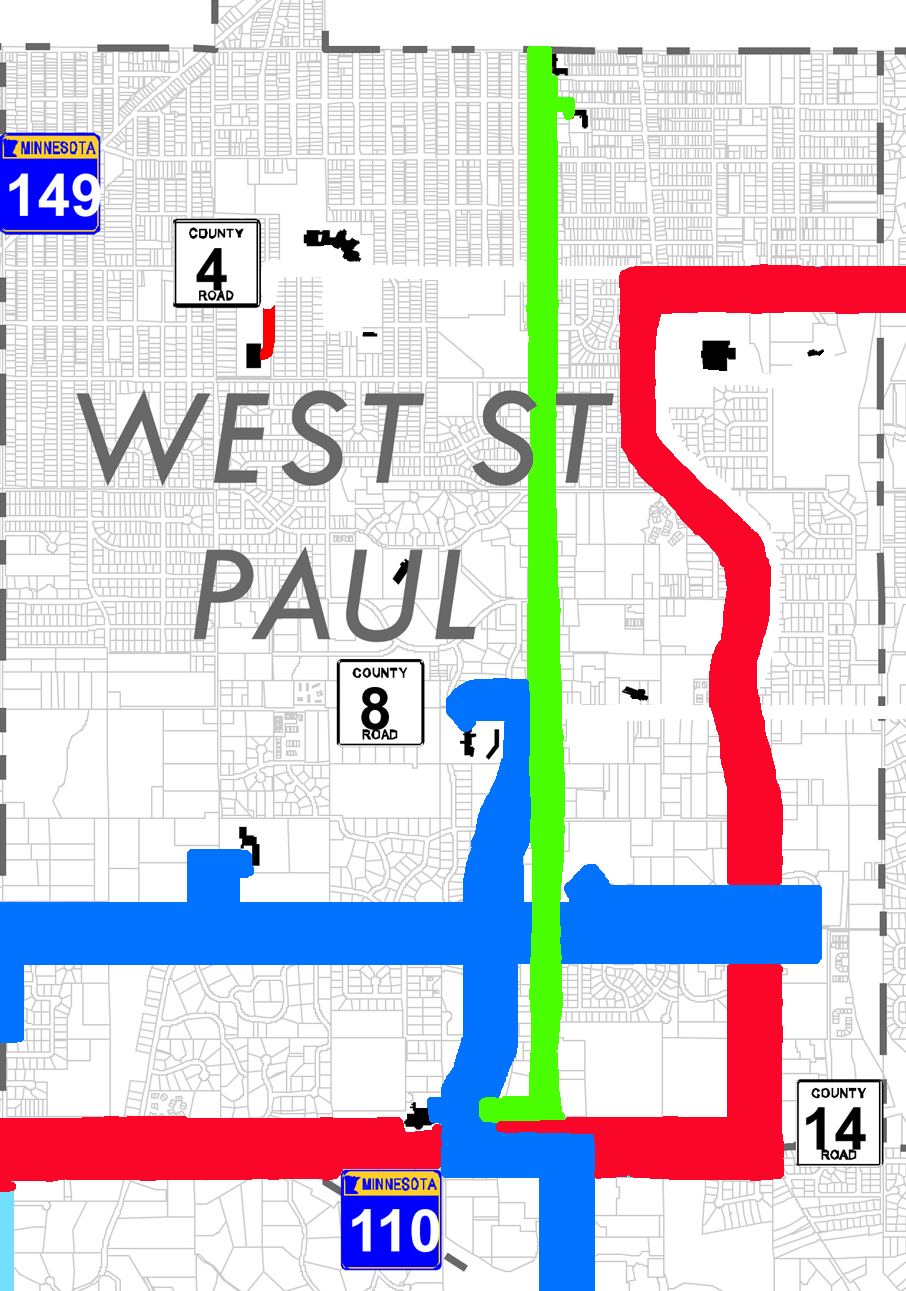 MINNESOTA
149
COUNTY
4
ROAD
WEST ST
PAUL
COUNTY
8
ROAD
COUNTY
14
ROAD
MINNESOTA
110